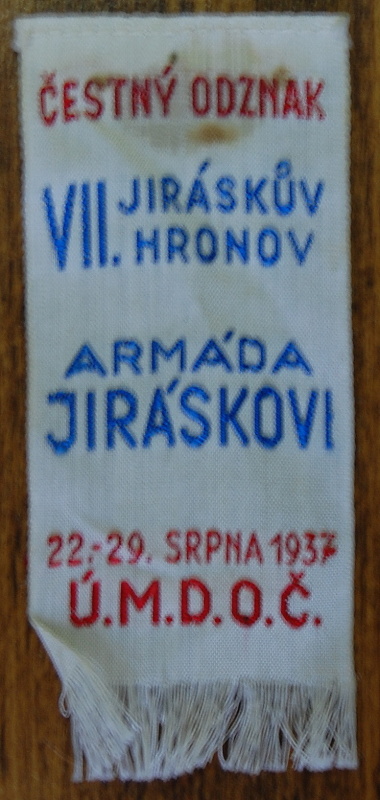 ČESTNÝ ODZNAK
VII. JIRÁSKŮV
HRONOV
ARMÁDA
JIRÁSKOVI
22.-29. SRPNA 1937
Ú.M.D.O.Č.